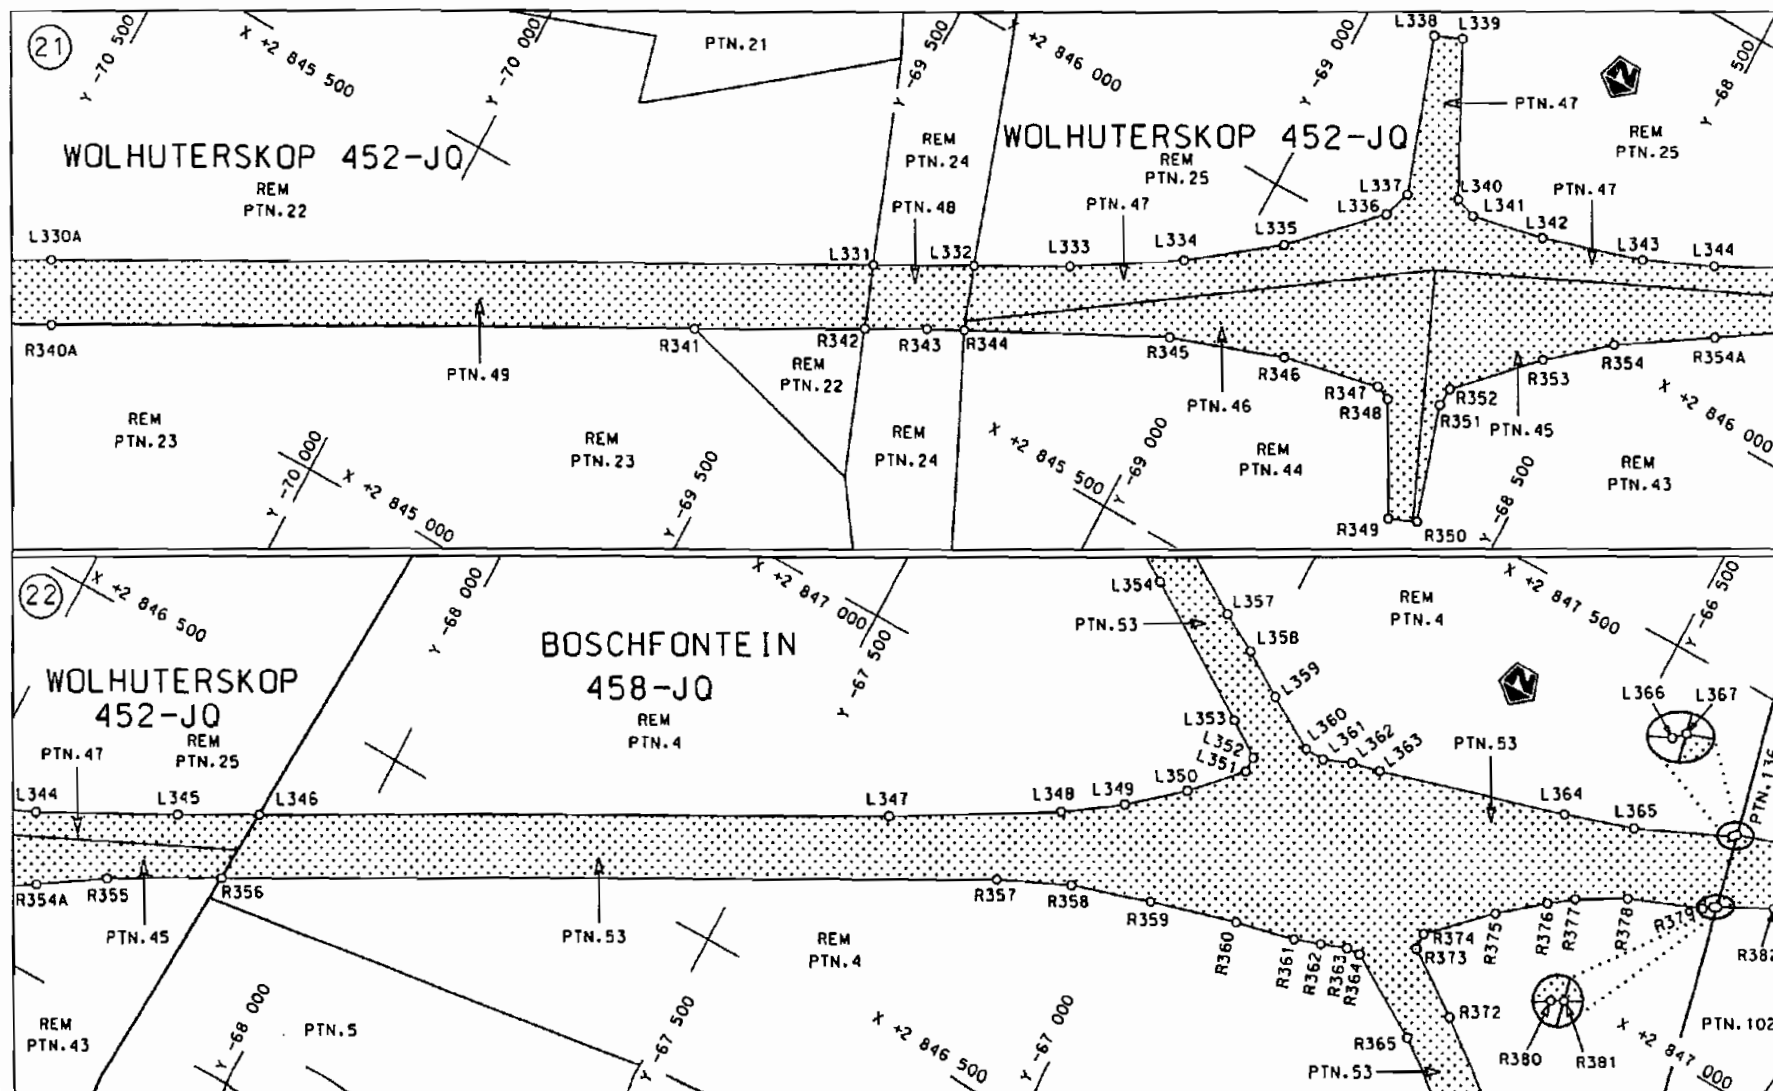 21
Y -70 500
X +2 845 500
Y -70 000
PTN.21
Y -69 500
X +2 846 000
Y -69 000
L338
L339
Y -68 500
PTN.47
N
WOLHUTERSKOP 452-JQ
REM
PTN.22
REM
PTN.24
WOLHUTERSKOP 452-JQ
REM
PTN.25
REM
PTN.25
PTN.48
PTN.47
L337
L336
L340
L341
PTN.47
L330A
L331
L332
L333
L334
L335
L342
L343
L344
R340A
PTN.49
R341
R342
R343
R344
R345
R346
R347
R348
R352
R351
R353
R354
R354A
REM
PTN.22
PTN.46
PTN.45
REM
PTN.23
REM
PTN.23
REM
PTN.24
REM
PTN.44
REM
PTN.43
Y -70 000
X +2 845 000
Y -69 500
X +2 845 500
Y -69 000
Y -68 500
X +2 846 000
R349
R350
22
X +2 846 500
Y -68 000
X +2 847 000
Y -67 500
BOSCHFONTEIN
458-JQ
REM
PTN.4
WOLHUTERSKOP
452-JQ
REM
PTN.25
PTN.47
L354
PTN.53
L357
L358
L359
REM
PTN.4
X +2 847 500
Y -66 500
N
L366
L367
L353
L352
L351
L360
L361
L362
L363
PTN.53
PTN.136
L344
L345
L346
L347
L348
L349
L350
L364
L365
R354A
R355
R356
R357
R358
R359
R360
R361
R362
R363
R364
R374
R373
R375
R376
R377
R378
R379
R382
PTN.45
PTN.53
REM
PTN.4
REM
PTN.43
Y -68 000
PTN.5
Y -67 500
X +2 846 500
Y -67 000
R365
R372
PTN.53
R380
R381
X +2 847 000
PTN.102